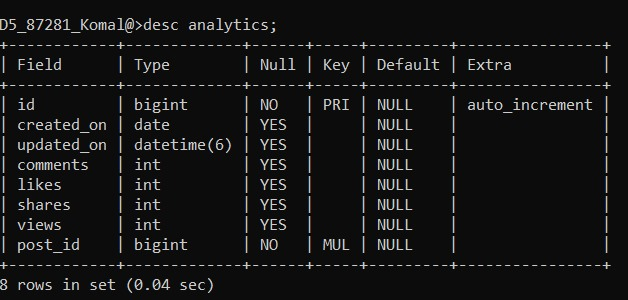 D5_87281_Komal@>desc analytics;
+------------+-------------+------+-----+---------+----------------+
| Field      | Type        | Null | Key | Default | Extra          |
+------------+-------------+------+-----+---------+----------------+
| id         | bigint      | NO   | PRI | NULL    | auto_increment |
| created_on | date        | YES  |     | NULL    |                |
| updated_on | datetime(6) | YES  |     | NULL    |                |
| comments   | int         | YES  |     | NULL    |                |
| likes      | int         | YES  |     | NULL    |                |
| shares     | int         | YES  |     | NULL    |                |
| views      | int         | YES  |     | NULL    |                |
| post_id    | bigint      | NO   | MUL | NULL    |                |
+------------+-------------+------+-----+---------+----------------+
8 rows in set (0.04 sec)